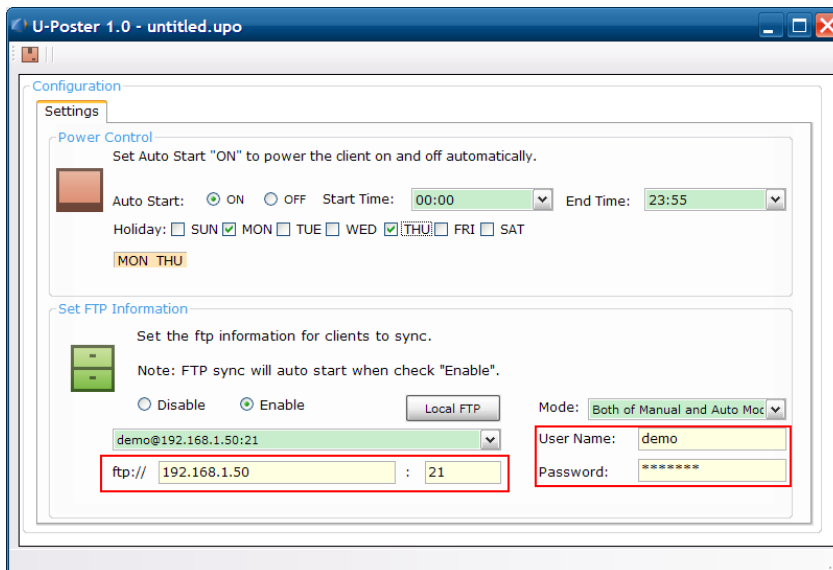 U-Poster 1.0 - untitled.upo
Configuration
Settings
Power Control
Set Auto Start "ON" to power the client on and off automatically.
Auto Start: ON OFF Start Time: 00:00 End Time: 23:55
Holiday: SUN MON TUE WED THU FRI SAT
MON THU
Set FTP Information
Set the ftp information for clients to sync.
Note: FTP sync will auto start when check "Enable".
Disable Enable Local FTP Mode: Both of Manual and Auto Moc
demo@192.168.1.50:21 User Name: demo
ftp:// 192.168.1.50 : 21 Password: *******